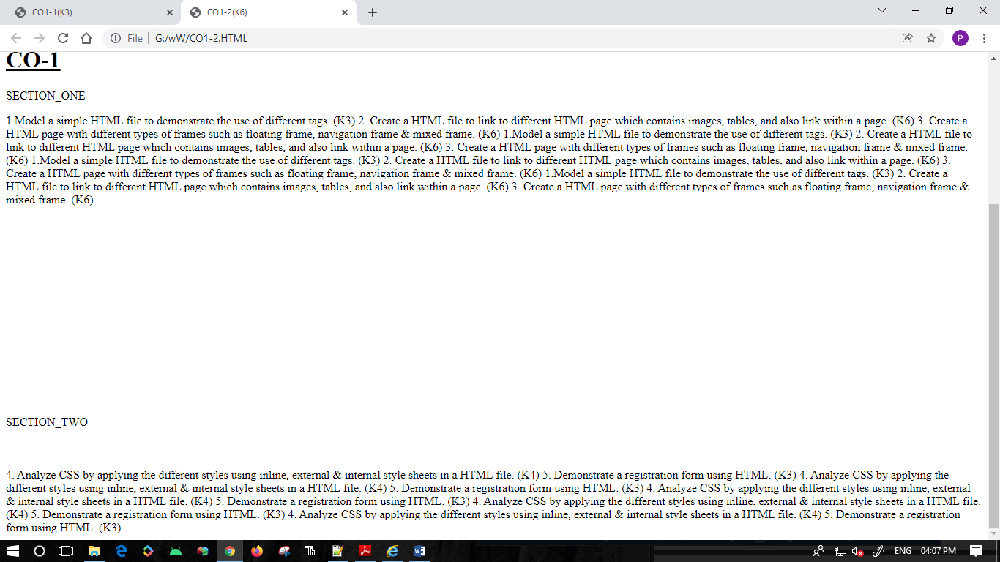 CO1-1(K3)
CO1-2(K6)
File
G:/wW/CO1-2.HTML
P
CO-1
SECTION_ONE
1.Model a simple HTML file to demonstrate the use of different tags. (K3) 2. Create a HTML file to link to different HTML page which contains images, tables, and also link within a page. (K6) 3. Create a
HTML page with different types of frames such as floating frame, navigation frame & mixed frame. (K6) 1.Model a simple HTML file to demonstrate the use of different tags. (K3) 2. Create a HTML file to
link to different HTML page which contains images, tables, and also link within a page. (K6) 3. Create a HTML page with different types of frames such as floating frame, navigation frame & mixed frame.
(K6) 1.Model a simple HTML file to demonstrate the use of different tags. (K3) 2. Create a HTML file to link to different HTML page which contains images, tables, and also link within a page. (K6) 3.
Create a HTML page with different types of frames such as floating frame, navigation frame & mixed frame. (K6) 1.Model a simple HTML file to demonstrate the use of different tags. (K3) 2. Create a
HTML file to link to different HTML page which contains images, tables, and also link within a page. (K6) 3. Create a HTML page with different types of frames such as floating frame, navigation frame &
mixed frame. (K6)
SECTION_TWO
4. Analyze CSS by applying the different styles using inline, external & internal style sheets in a HTML file. (K4) 5. Demonstrate a registration form using HTML. (K3) 4. Analyze CSS by applying the
different styles using inline, external & internal style sheets in a HTML file. (K4) 5. Demonstrate a registration form using HTML. (K3) 4. Analyze CSS by applying the different styles using inline, external
& internal style sheets in a HTML file. (K4) 5. Demonstrate a registration form using HTML. (K3) 4. Analyze CSS by applying the different styles using inline, external & internal style sheets in a HTML file.
(K4) 5. Demonstrate a registration form using HTML. (K3) 4. Analyze CSS by applying the different styles using inline, external & internal style sheets in a HTML file. (K4) 5. Demonstrate a registration
form using HTML. (K3)
ENG 04:07 PM